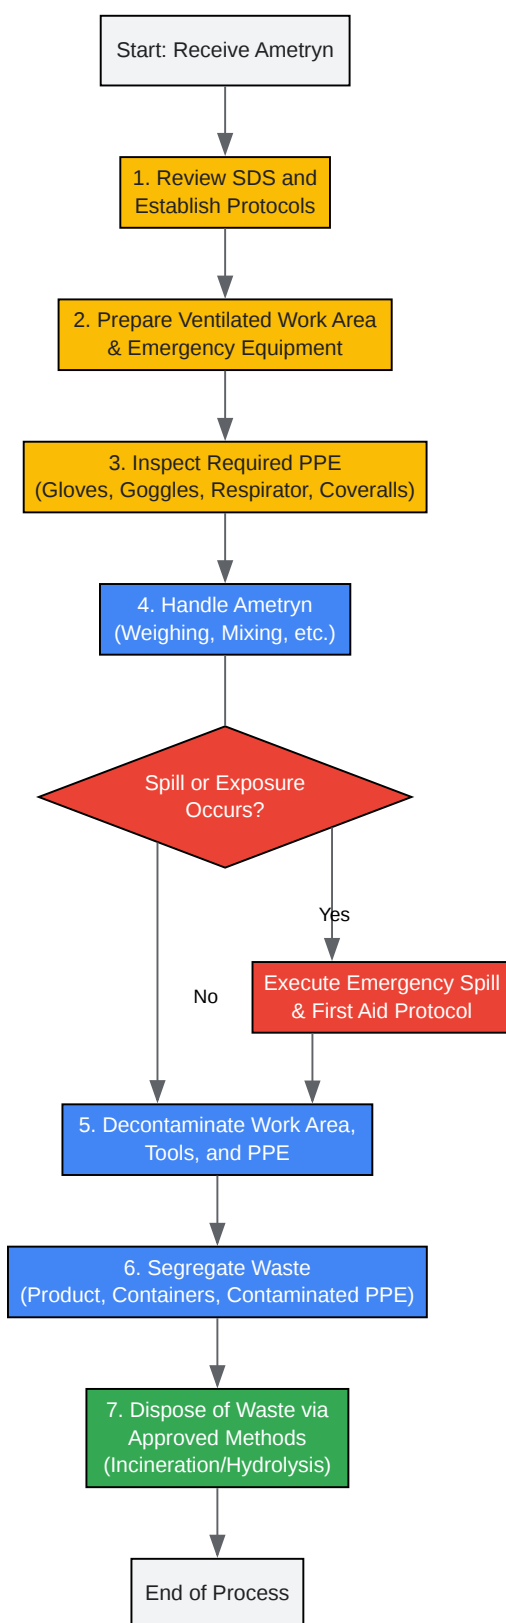 Start: Receive Ametryn
1. Review SDS and
Establish Protocols
2. Prepare Ventilated Work Area
& Emergency Equipment
3. Inspect Required PPE
(Gloves, Goggles, Respirator, Coveralls)
4. Handle Ametryn
(Weighing, Mixing, etc.)
Spill or Exposure
Occurs?
Yes
Execute Emergency Spill
& First Aid Protocol
No
5. Decontaminate Work Area,
Tools, and PPE
6. Segregate Waste
(Product, Containers, Contaminated PPE)
7. Dispose of Waste via
Approved Methods
(Incineration/Hydrolysis)
End of Process